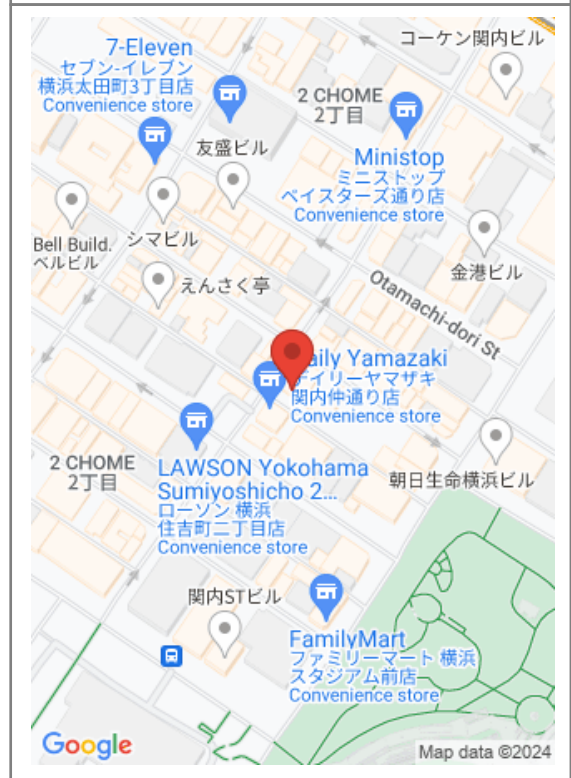 コーケン関内ビル
7-Eleven
セブン-イレブン
横浜太田町3丁目店
Convenience store
2 CHOME
2丁目
友盛ビル
Ministop
ミニストップ
ベイスターズ通り店
Convenience store
Bell Build.
ベルビル
シマビル
金港ビル
えんさく亭
Otamachi-dori St
aily Yamazaki
デイリーヤマザキ
関内仲通り店
Convenience store
2 CHOME
2丁目
LAWSON Yokohama
Sumiyoshicho 2...
ローソン 横浜
住吉町二丁目店
Convenience store
朝日生命横浜ビル
関内STビル
FamilyMart
ファミリーマート 横浜
スタジアム前店
Convenience store
Google
Map data ©2024